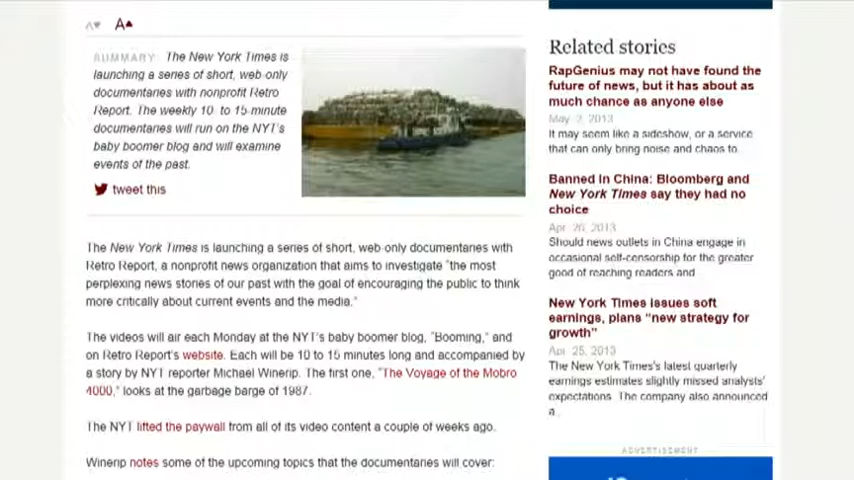 A▼ A▲
SUMMARY: The New York Times is
launching a series of short, web-only
documentaries with nonprofit Retro
Report. The weekly 10- to 15-minute
documentaries will run on the NYT's
baby boomer blog and will examine
events of the past.
tweet this
The New York Times is launching a series of short, web-only documentaries with
Retro Report, a nonprofit news organization that aims to investigate "the most
perplexing news stories of our past with the goal of encouraging the public to think
more critically about current events and the media."
The videos will air each Monday at the NYT's baby boomer blog, "Booming," and
on Retro Report's website. Each will be 10 to 15 minutes long and accompanied by
a story by NYT reporter Michael Winerip. The first one, "The Voyage of the Mobro
4000," looks at the garbage barge of 1987.
The NYT lifted the paywall from all of its video content a couple of weeks ago.
Winerip notes some of the upcoming topics that the documentaries will cover:
Related stories
RapGenius may not have found the
future of news, but it has about as
much chance as anyone else
May 2, 2013
It may seem like a sideshow, or a service
that can only bring noise and chaos to
Banned in China: Bloomberg and
New York Times say they had no
choice
Apr. 26, 2013
Should news outlets in China engage in
occasional self-censorship for the greater
good of reaching readers and
New York Times issues soft
earnings, plans "new strategy for
growth"
Apr. 25, 2013
The New York Times's latest quarterly
earnings estimates slightly missed analysts'
expectations. The company also announced
a
ADVERTISEMENT